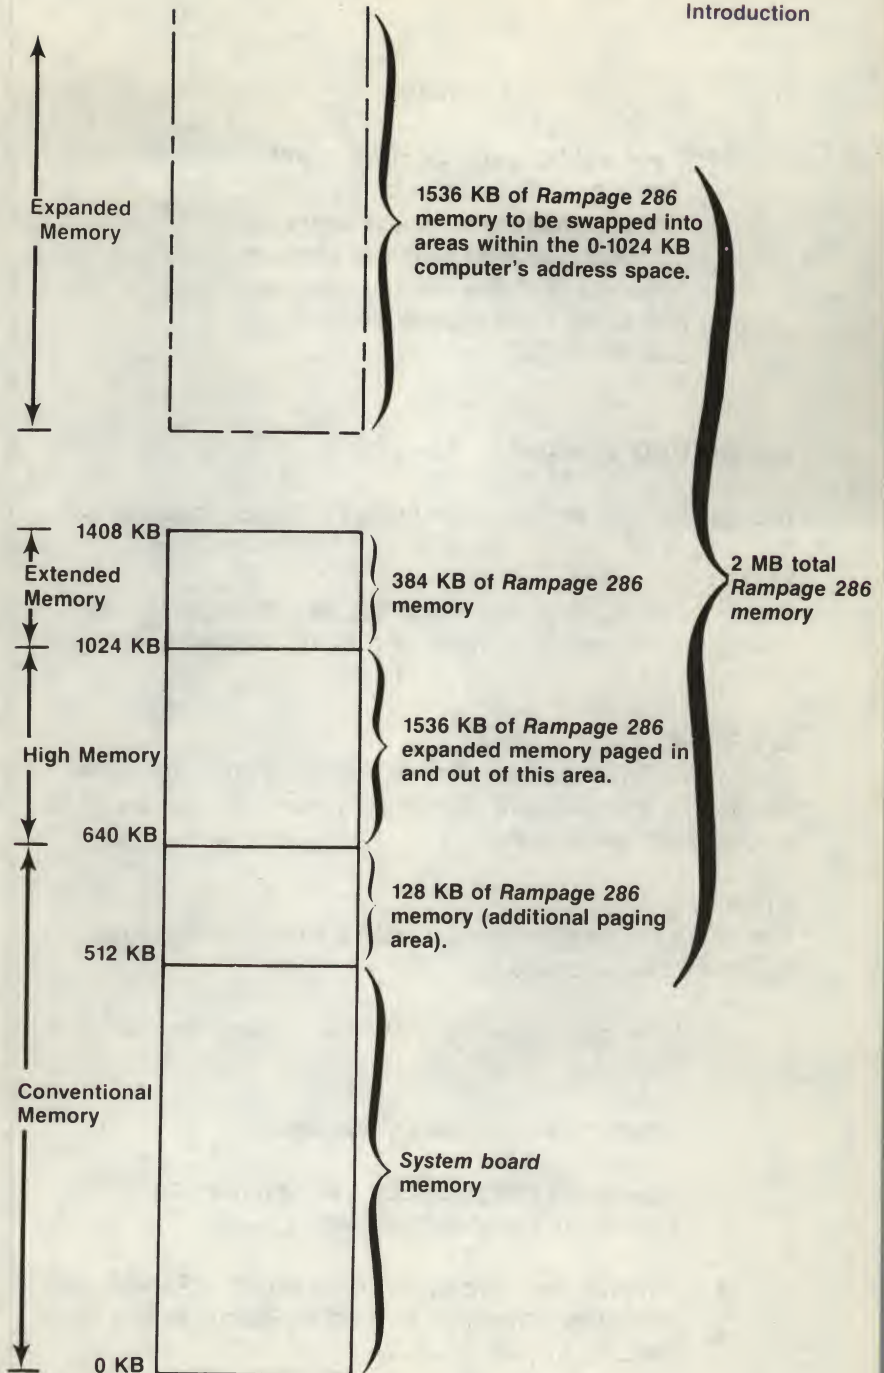 Introduction
Expanded
Memory
1536 KB of Rampage 286
memory to be swapped into
areas within the 0-1024 KB
computer's address space.
1408 KB
Extended
Memory
384 KB of Rampage 286
memory
2 MB total
Rampage 286
memory
1024 KB
High Memory
1536 KB of Rampage 286
expanded memory paged in
and out of this area.
640 KB
128 KB of Rampage 286
memory (additional paging
area).
512 KB
Conventional
Memory
System board
memory
0 KB